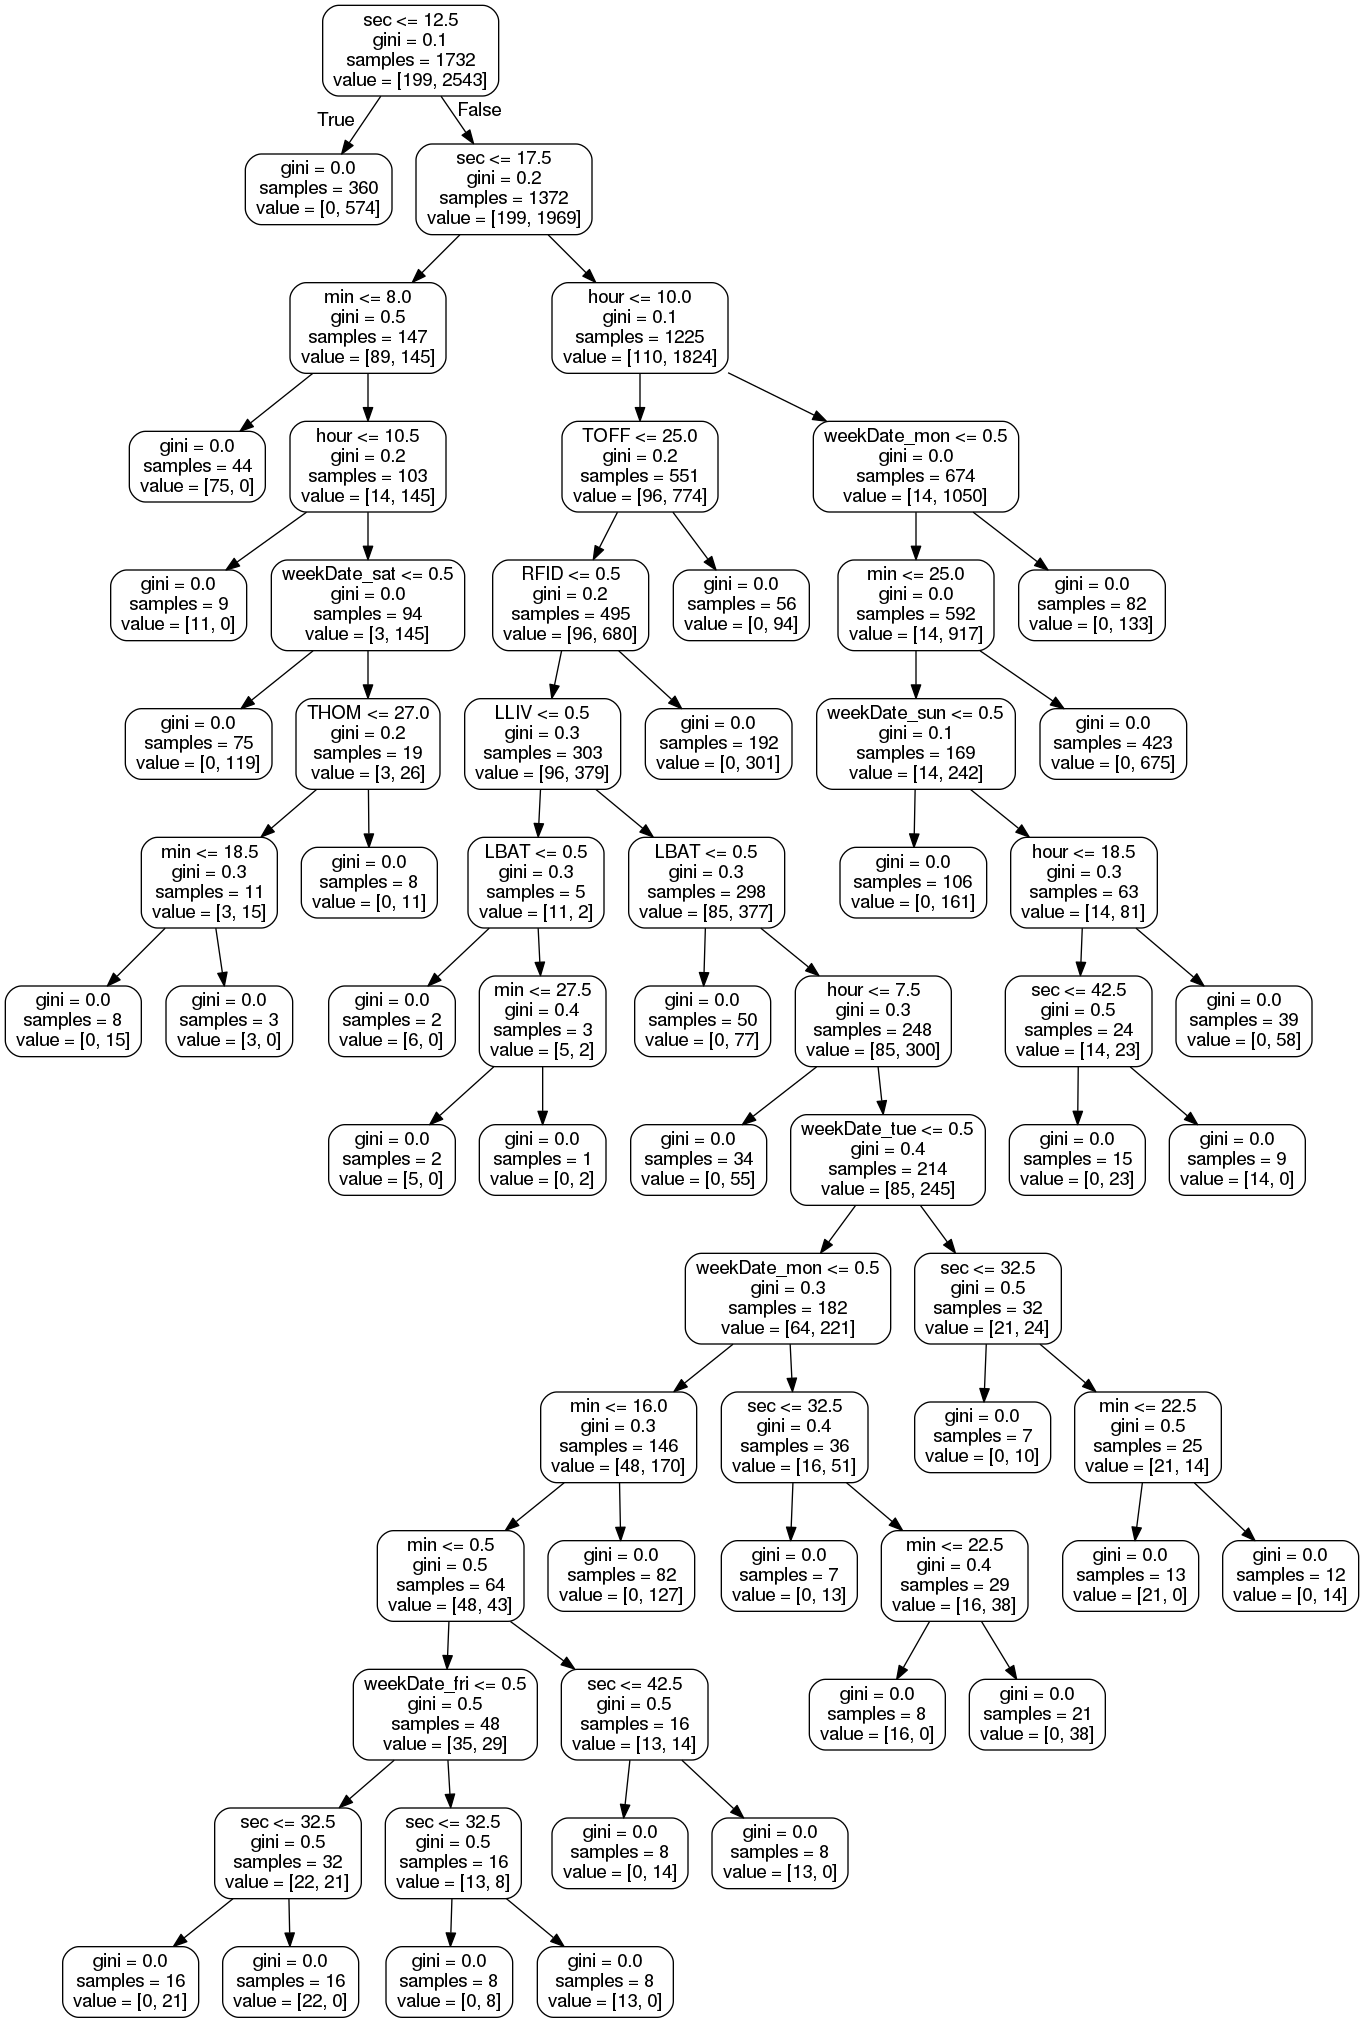 sec <= 12.5
gini = 0.1
samples = 1732
value = [199, 2543]
True
False
gini = 0.0
samples = 360
value = [0, 574]
sec <= 17.5
gini = 0.2
samples = 1372
value = [199, 1969]
min <= 8.0
gini = 0.5
samples = 147
value = [89, 145]
hour <= 10.0
gini = 0.1
samples = 1225
value = [110, 1824]
gini = 0.0
samples = 44
value = [75, 0]
hour <= 10.5
gini = 0.2
samples = 103
value = [14, 145]
TOFF <= 25.0
gini = 0.2
samples = 551
value = [96, 774]
weekDate_mon <= 0.5
gini = 0.0
samples = 674
value = [14, 1050]
gini = 0.0
samples = 9
value = [11, 0]
weekDate_sat <= 0.5
gini = 0.0
samples = 94
value = [3, 145]
RFID <= 0.5
gini = 0.2
samples = 495
value = [96, 680]
gini = 0.0
samples = 56
value = [0, 94]
min <= 25.0
gini = 0.0
samples = 592
value = [14, 917]
gini = 0.0
samples = 82
value = [0, 133]
gini = 0.0
samples = 75
value = [0, 119]
THOM <= 27.0
gini = 0.2
samples = 19
value = [3, 26]
LLIV <= 0.5
gini = 0.3
samples = 303
value = [96, 379]
gini = 0.0
samples = 192
value = [0, 301]
weekDate_sun <= 0.5
gini = 0.1
samples = 169
value = [14, 242]
gini = 0.0
samples = 423
value = [0, 675]
min <= 18.5
gini = 0.3
samples = 11
value = [3, 15]
gini = 0.0
samples = 8
value = [0, 11]
LBAT <= 0.5
gini = 0.3
samples = 5
value = [11, 2]
LBAT <= 0.5
gini = 0.3
samples = 298
value = [85, 377]
gini = 0.0
samples = 106
value = [0, 161]
hour <= 18.5
gini = 0.3
samples = 63
value = [14, 81]
gini = 0.0
samples = 8
value = [0, 15]
gini = 0.0
samples = 3
value = [3, 0]
gini = 0.0
samples = 2
value = [6, 0]
min <= 27.5
gini = 0.4
samples = 3
value = [5, 2]
gini = 0.0
samples = 50
value = [0, 77]
hour <= 7.5
gini = 0.3
samples = 248
value = [85, 300]
sec <= 42.5
gini = 0.5
samples = 24
value = [14, 23]
gini = 0.0
samples = 39
value = [0, 58]
gini = 0.0
samples = 2
value = [5, 0]
gini = 0.0
samples = 1
value = [0, 2]
gini = 0.0
samples = 34
value = [0, 55]
weekDate_tue <= 0.5
gini = 0.4
samples = 214
value = [85, 245]
gini = 0.0
samples = 15
value = [0, 23]
gini = 0.0
samples = 9
value = [14, 0]
weekDate_mon <= 0.5
gini = 0.3
samples = 182
value = [64, 221]
sec <= 32.5
gini = 0.5
samples = 32
value = [21, 24]
min <= 16.0
gini = 0.3
samples = 146
value = [48, 170]
sec <= 32.5
gini = 0.4
samples = 36
value = [16, 51]
gini = 0.0
samples = 7
value = [0, 10]
min <= 22.5
gini = 0.5
samples = 25
value = [21, 14]
min <= 0.5
gini = 0.5
samples = 64
value = [48, 43]
gini = 0.0
samples = 82
value = [0, 127]
gini = 0.0
samples = 7
value = [0, 13]
min <= 22.5
gini = 0.4
samples = 29
value = [16, 38]
gini = 0.0
samples = 13
value = [21, 0]
gini = 0.0
samples = 12
value = [0, 14]
weekDate_fri <= 0.5
gini = 0.5
samples = 48
value = [35, 29]
sec <= 42.5
gini = 0.5
samples = 16
value = [13, 14]
gini = 0.0
samples = 8
value = [16, 0]
gini = 0.0
samples = 21
value = [0, 38]
sec <= 32.5
gini = 0.5
samples = 32
value = [22, 21]
sec <= 32.5
gini = 0.5
samples = 16
value = [13, 8]
gini = 0.0
samples = 8
value = [0, 14]
gini = 0.0
samples = 8
value = [13, 0]
gini = 0.0
samples = 16
value = [0, 21]
gini = 0.0
samples = 16
value = [22, 0]
gini = 0.0
samples = 8
value = [0, 8]
gini = 0.0
samples = 8
value = [13, 0]